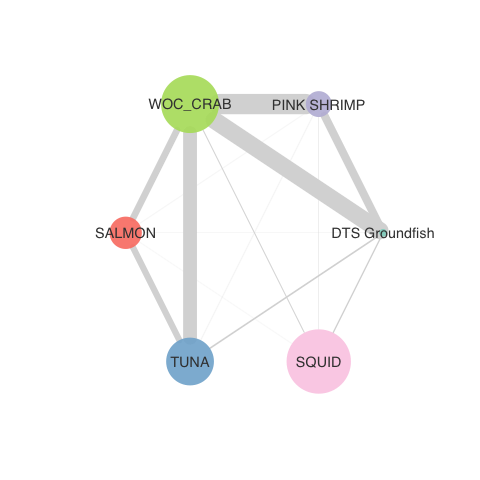 WOC_CRAB
PINK SHRIMP
SALMON
DTS Groundfish
TUNA
SQUID